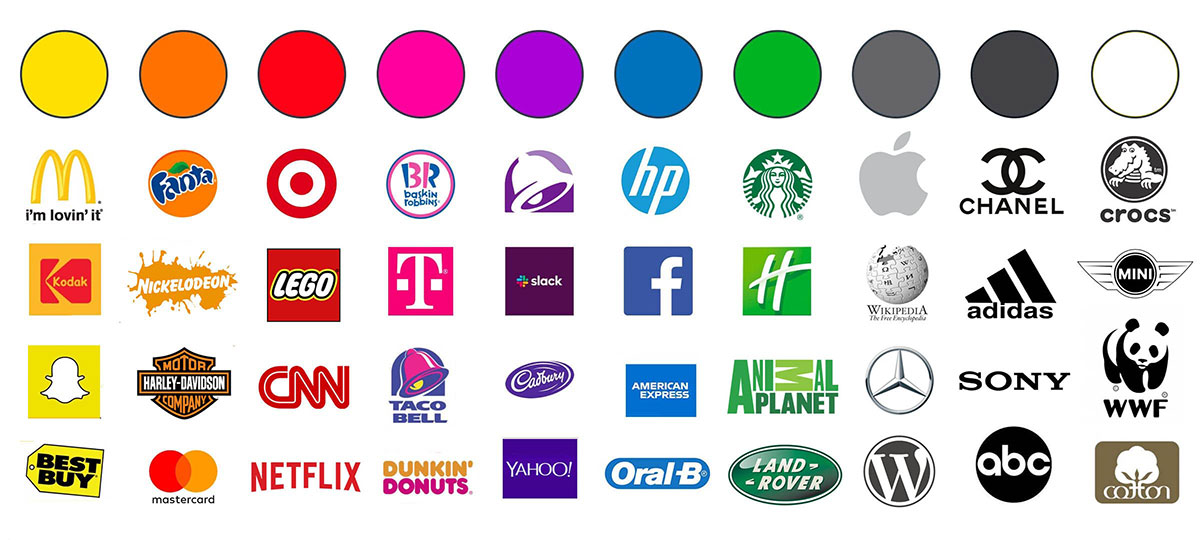 i'm lovin' it
Fanta
BR
baskin
robbins
hp
CHANEL
crocs
Kodak
NICKELODEON
LEGO
T
slack
f
H
WIKIPEDIA
The Free Encyclopedia
adidas
MINI
MOTOR
HARLEY-DAVIDSON
COMPANY
CNN
TACO
BELL
Cadbury
AMERICAN
EXPRESS
ANIMAL
PLANET
SONY
WWF
BEST
BUY
mastercard
NETFLIX
DUNKIN'
DONUTS
YAHOO!
Oral-B
LAND-
ROVER
W
abc
cotton